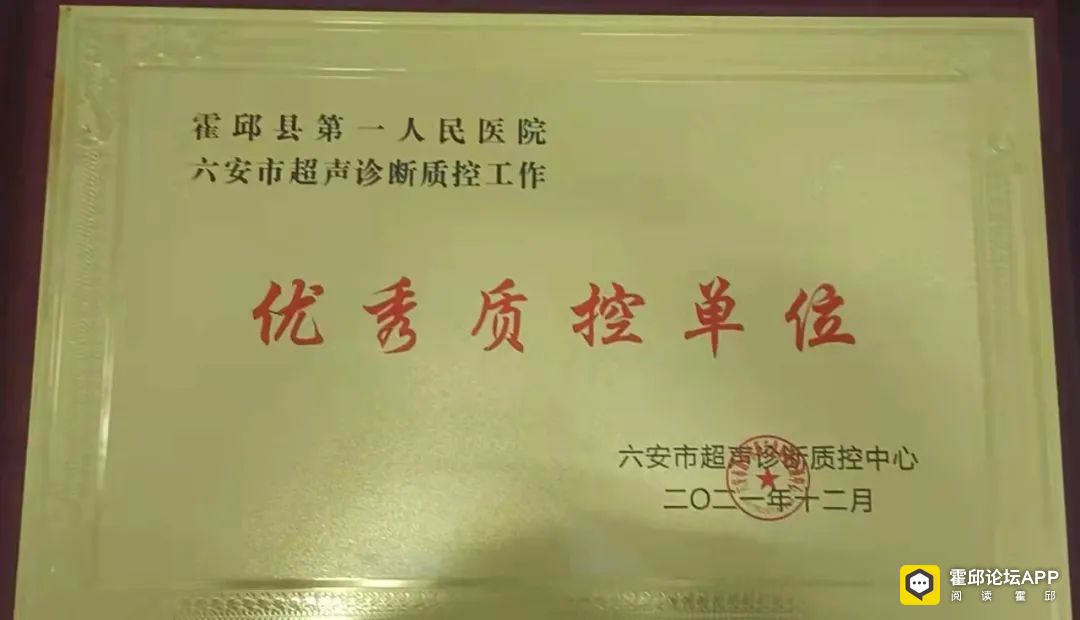 霍邱县第一人民医院
六安市超声诊断质控工作
优秀质控单位
六安市超声诊断质控中心
二〇二一年十二月
霍邱论坛APP
阅读霍邱